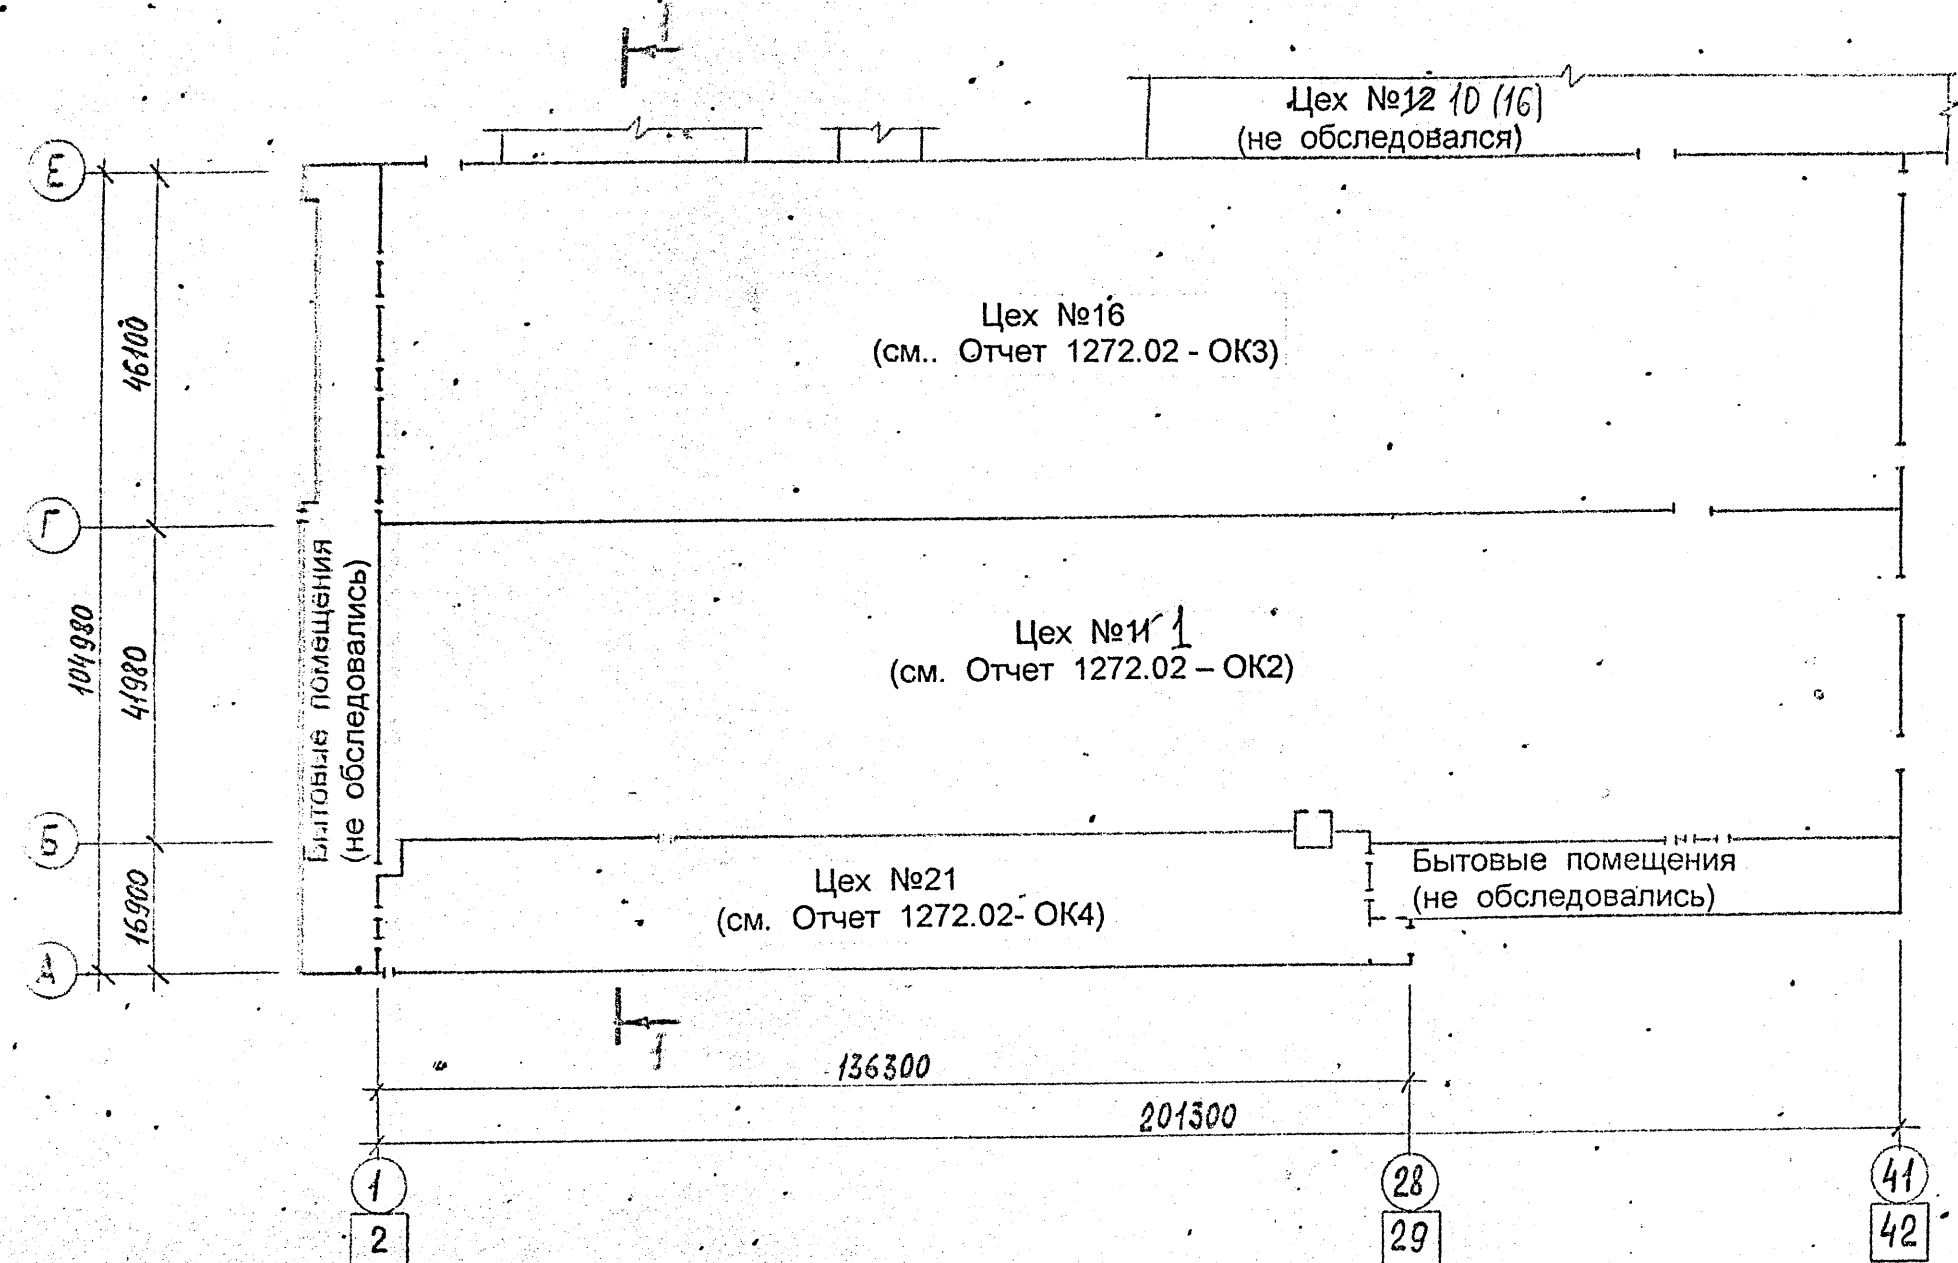 1
Цех №12 10 (16)
(не обследовался)
Е
46100
Цех №16
(см.. Отчет 1272.02 - ОК3)
Г
104980
41980
Бытовые помещения
(не обследовались)
Цех №11 1
(см. Отчет 1272.02 – ОК2)
Б
16900
Цех №21
(см. Отчет 1272.02- ОК4)
Бытовые помещения
(не обследовались)
А
1
136300
201300
1
28
41
2
29
42